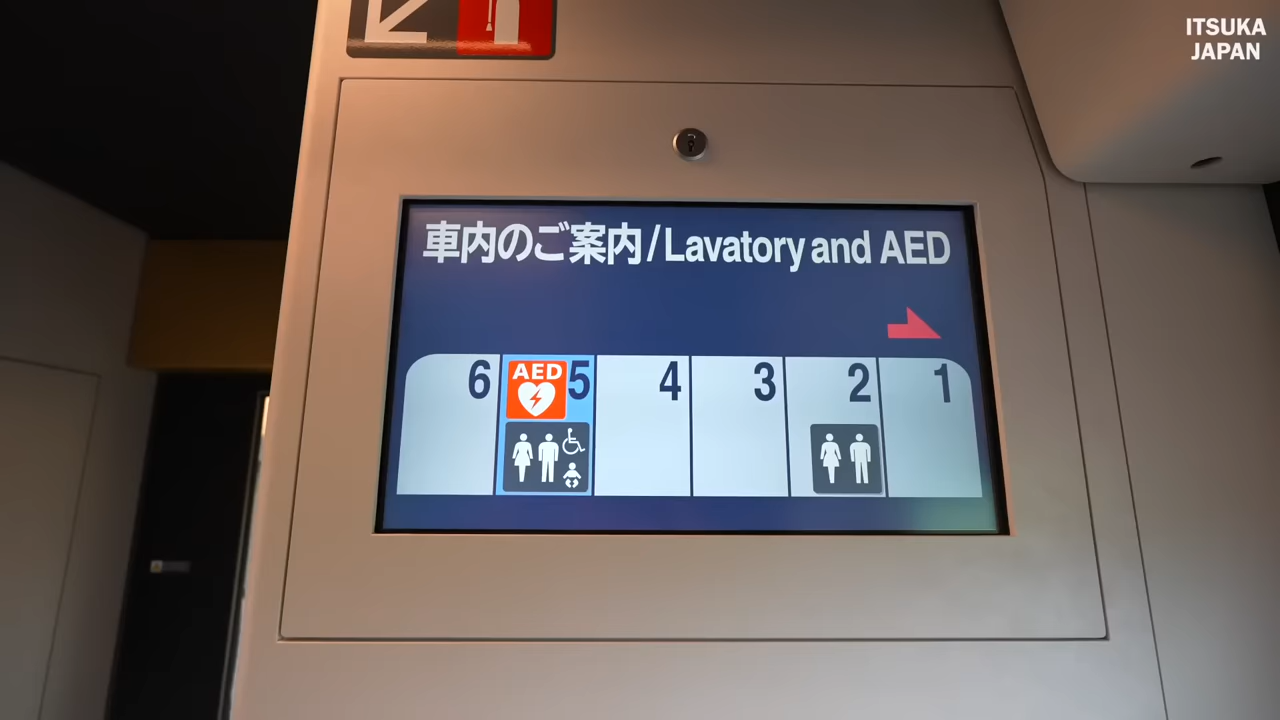 ITSUKA
JAPAN
車内のご案内/Lavatory and AED
6 AED 5 4 3 2 1